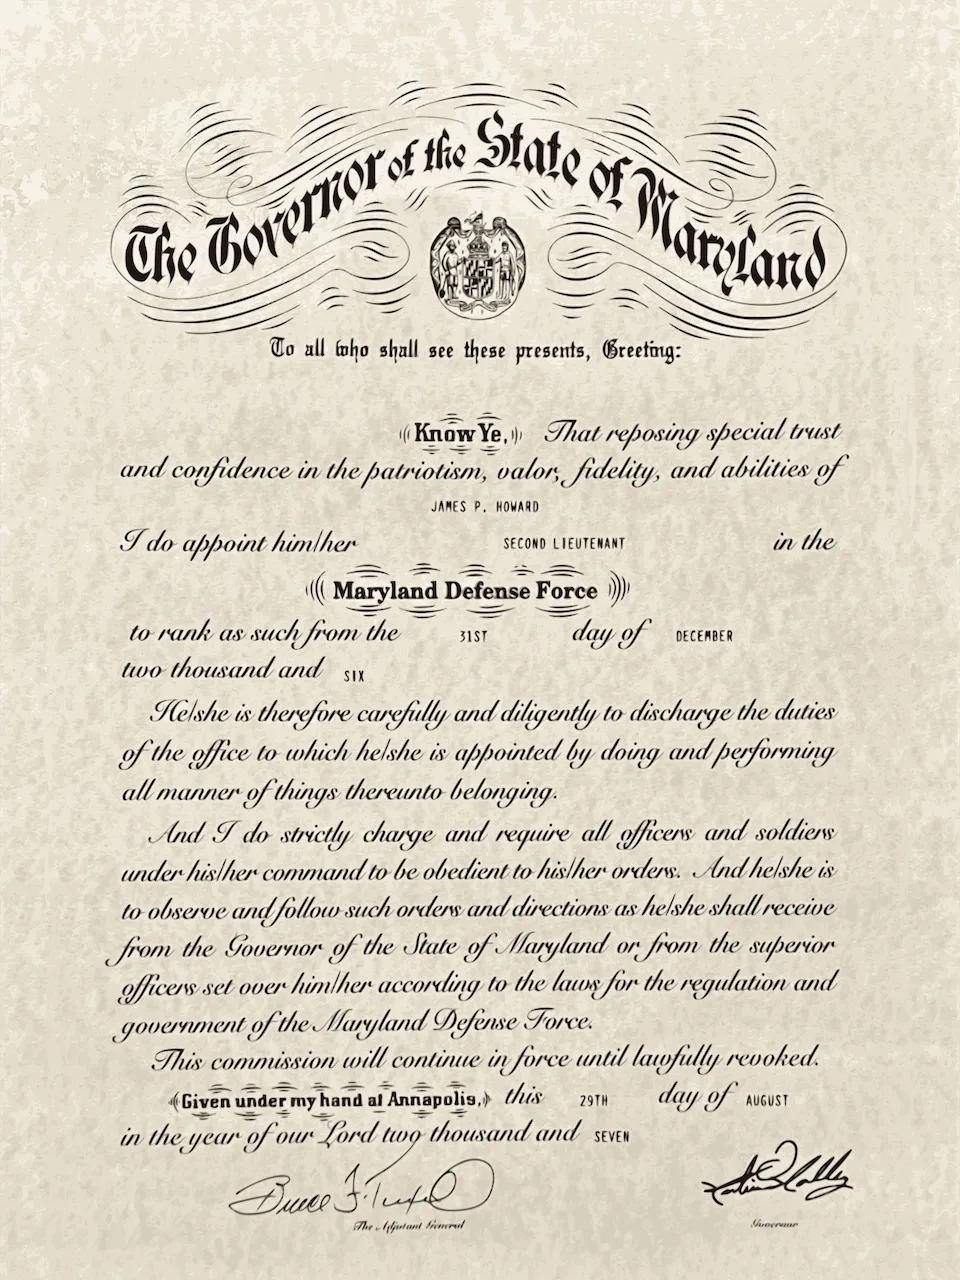 The Governor of the State of Maryland
To all who shall see these presents, Greeting:
Know Ye, That reposing special trust
and confidence in the patriotism, valor, fidelity, and abilities of
JAMES P. HOWARD
I do appoint him/her SECOND LIEUTENANT in the
Maryland Defense Force
to rank as such from the 31ST day of DECEMBER
two thousand and SIX
He/she is therefore carefully and diligently to discharge the duties
of the office to which he/she is appointed by doing and performing
all manner of things thereunto belonging.
And I do strictly charge and require all officers and soldiers
under his/her command to be obedient to his/her orders. And he/she is
to observe and follow such orders and directions as he/she shall receive
from the Governor of the State of Maryland or from the superior
officers set over him/her according to the laws for the regulation and
government of the Maryland Defense Force.
This commission will continue in force until lawfully revoked.
Given under my hand at Annapolis, this 29TH day of AUGUST
in the year of our Lord two thousand and SEVEN
Bruce F.
The Adjutant General
Governor